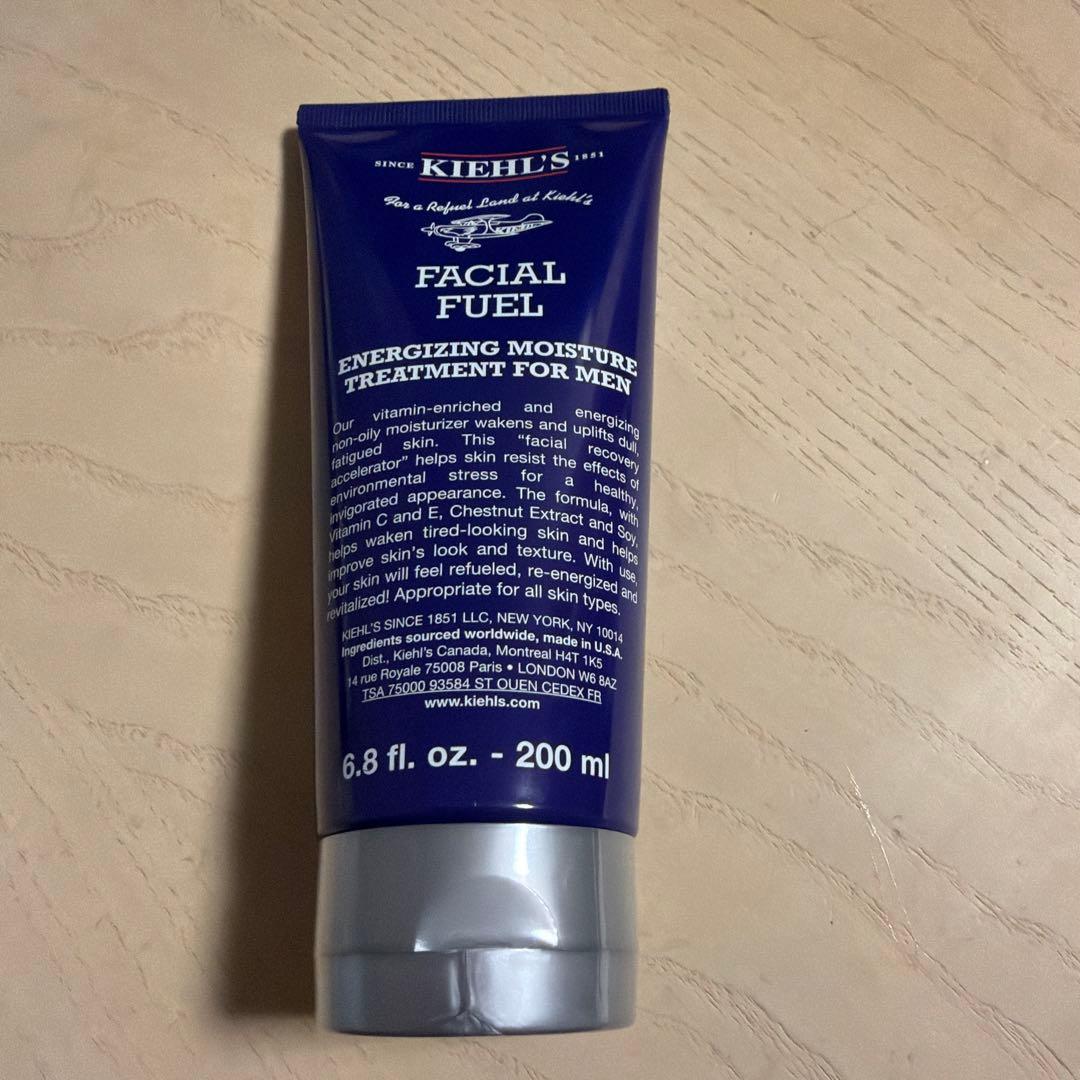 SINCE KIEHL'S 1851
For a Refuel Land at Kiehl's
KIEHL'S
FACIAL
FUEL
ENERGIZING MOISTURE
TREATMENT FOR MEN
Our vitamin-enriched and energizing
non-oily moisturizer wakens and uplifts dull,
fatigued skin. This "facial recovery
accelerator" helps skin resist the effects of
environmental stress for a healthy,
invigorated appearance. The formula, with
Vitamin C and E, Chestnut Extract and Soy,
helps waken tired-looking skin and helps
improve skin's look and texture. With use,
your skin will feel refueled, re-energized and
revitalized! Appropriate for all skin types.
KIEHL'S SINCE 1851 LLC, NEW YORK, NY 10014
Ingredients sourced worldwide, made in U.S.A.
Dist., Kiehl's Canada, Montreal H4T 1K5
14 rue Royale 75008 Paris • LONDON W6 8AZ
TSA 75000 93584 ST OUEN CEDEX FR
www.kiehls.com
6.8 fl. oz. - 200 ml